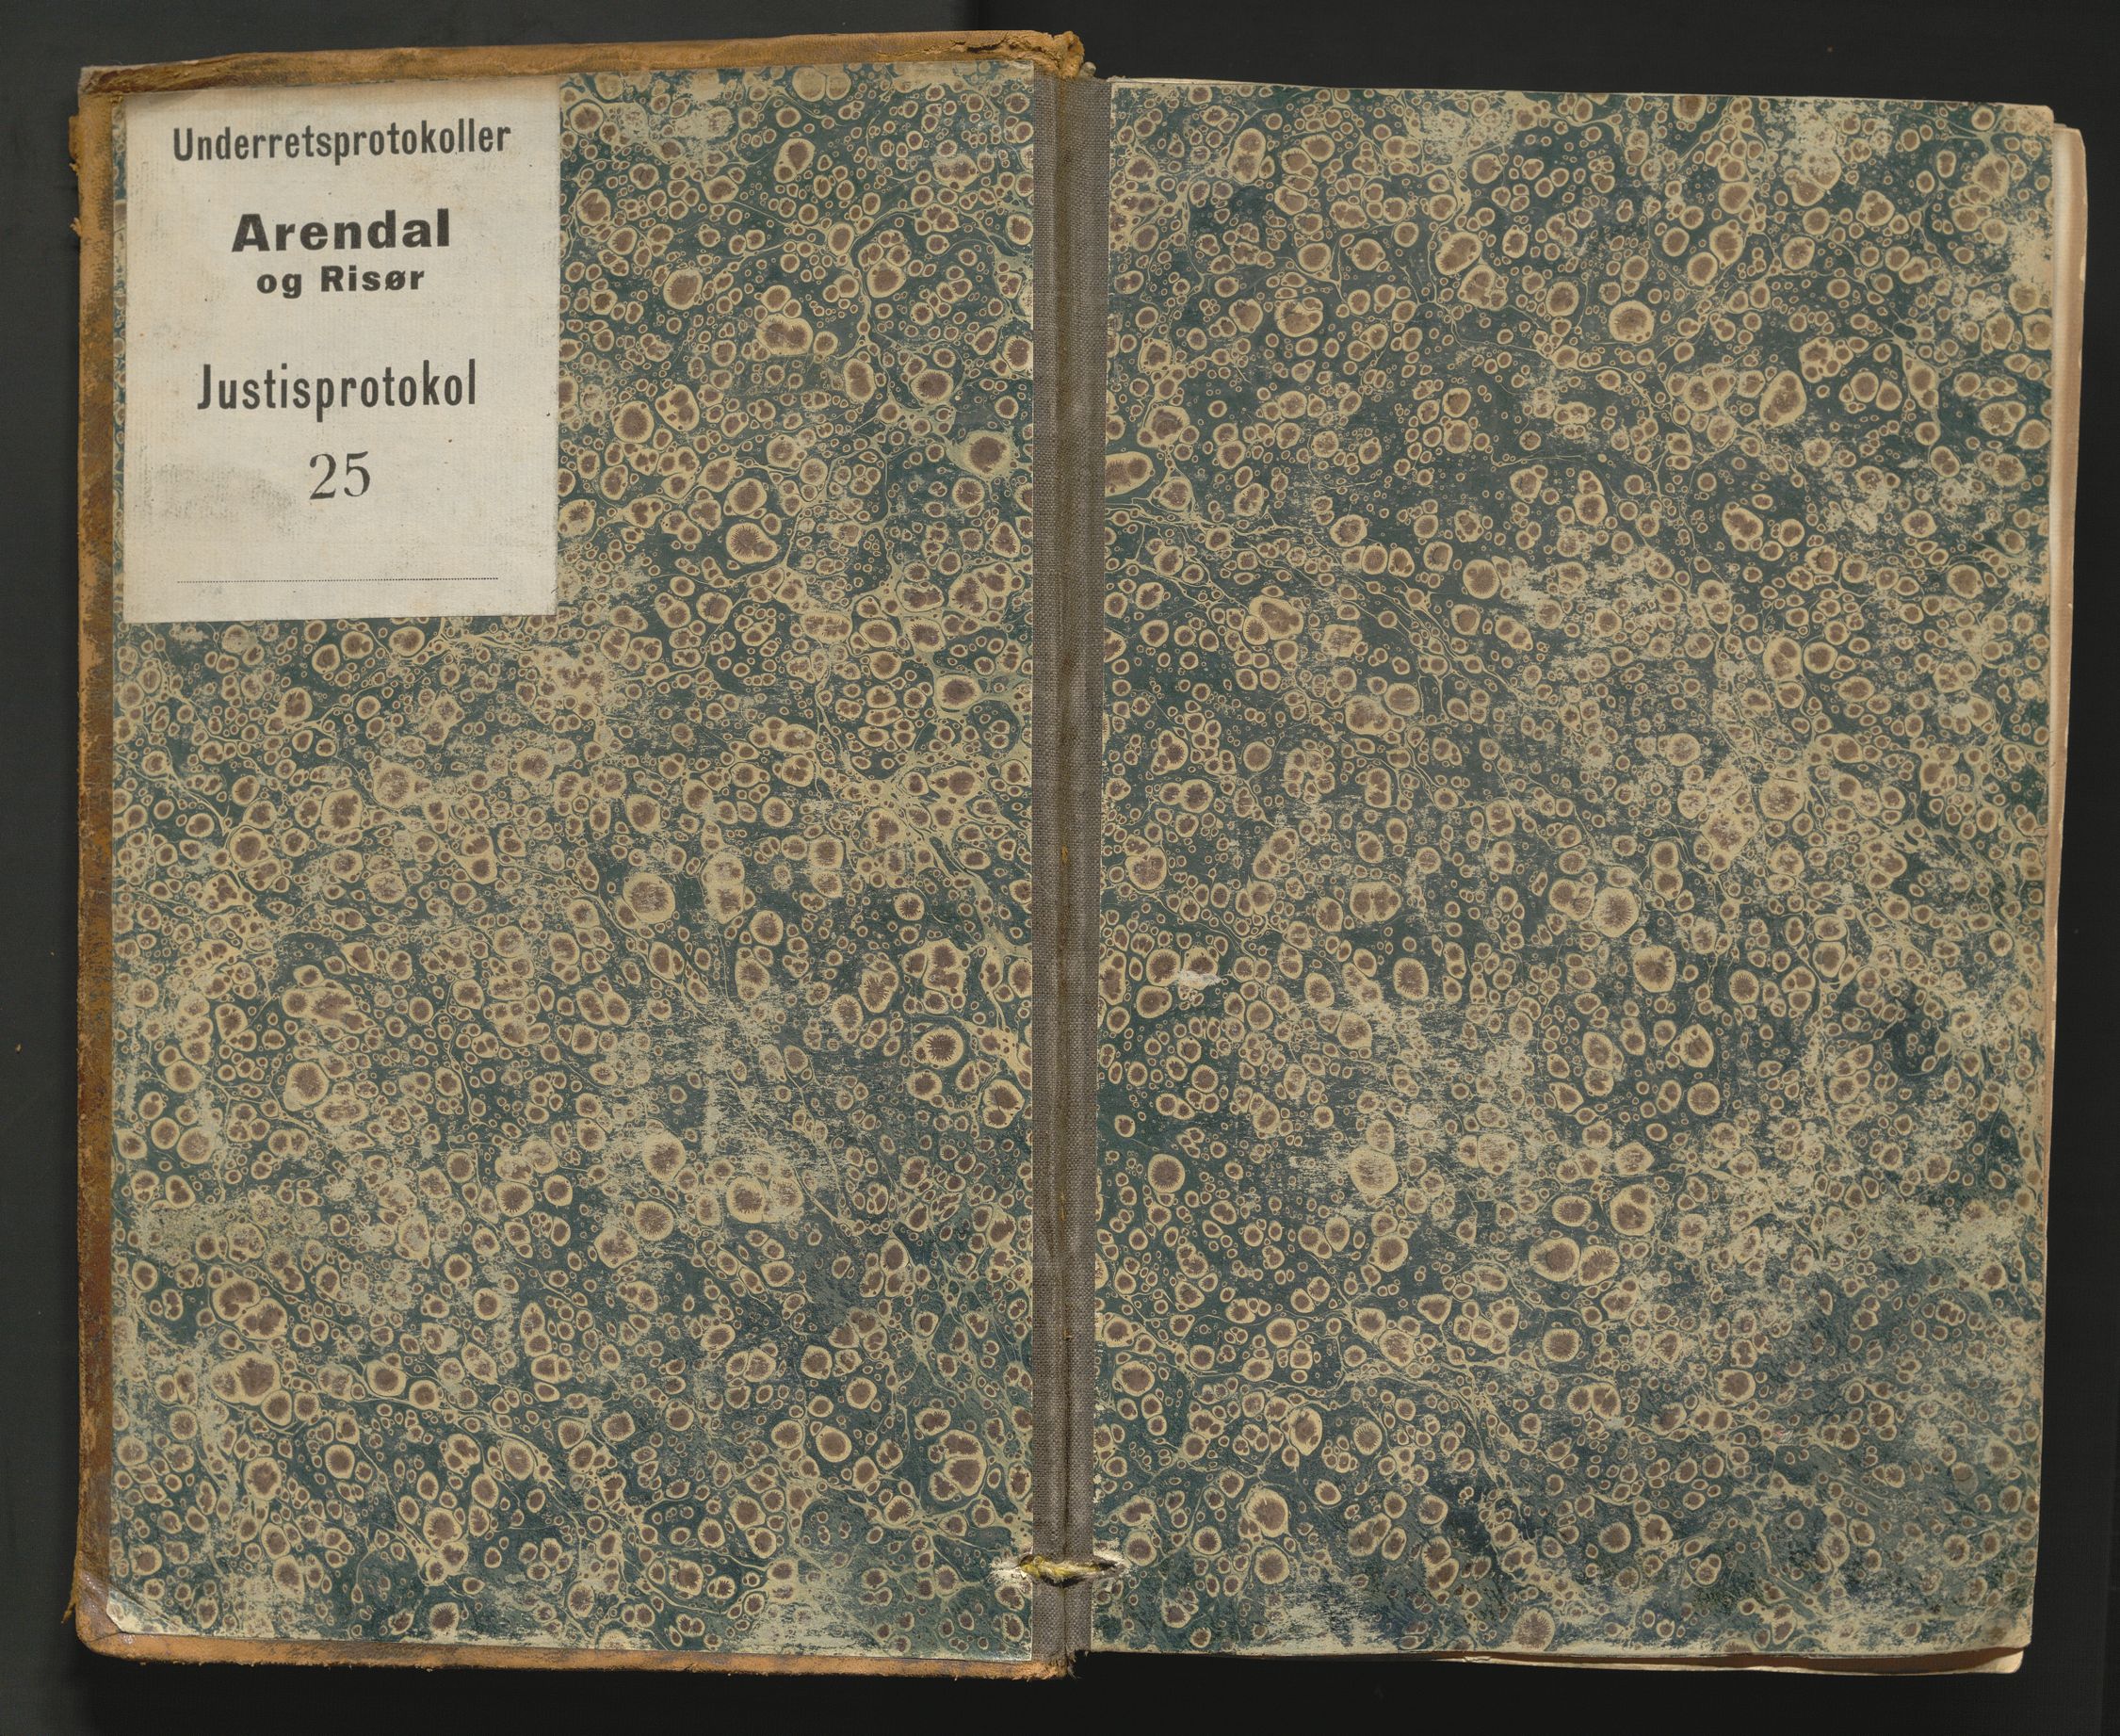 Underretsprotokoller
Arendal
og Risør
Justisprotokol
25